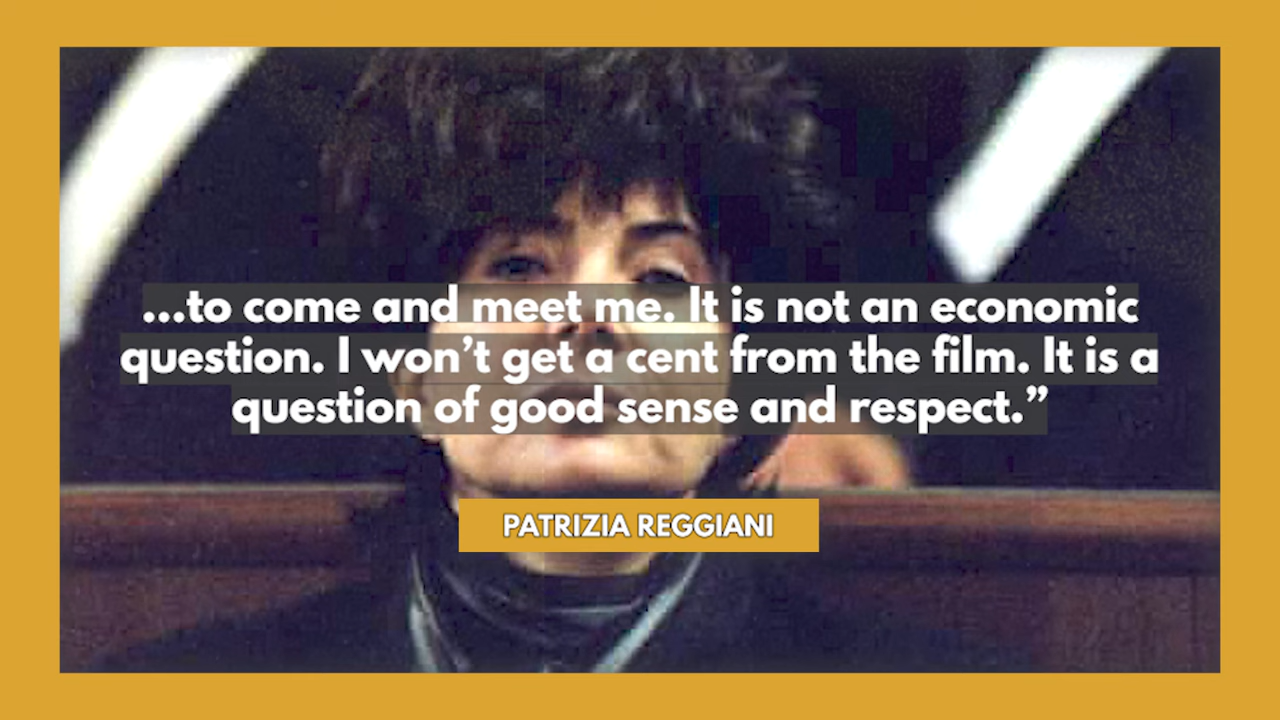 ...to come and meet me. It is not an economic
question. I won’t get a cent from the film. It is a
question of good sense and respect.”
PATRIZIA REGGIANI